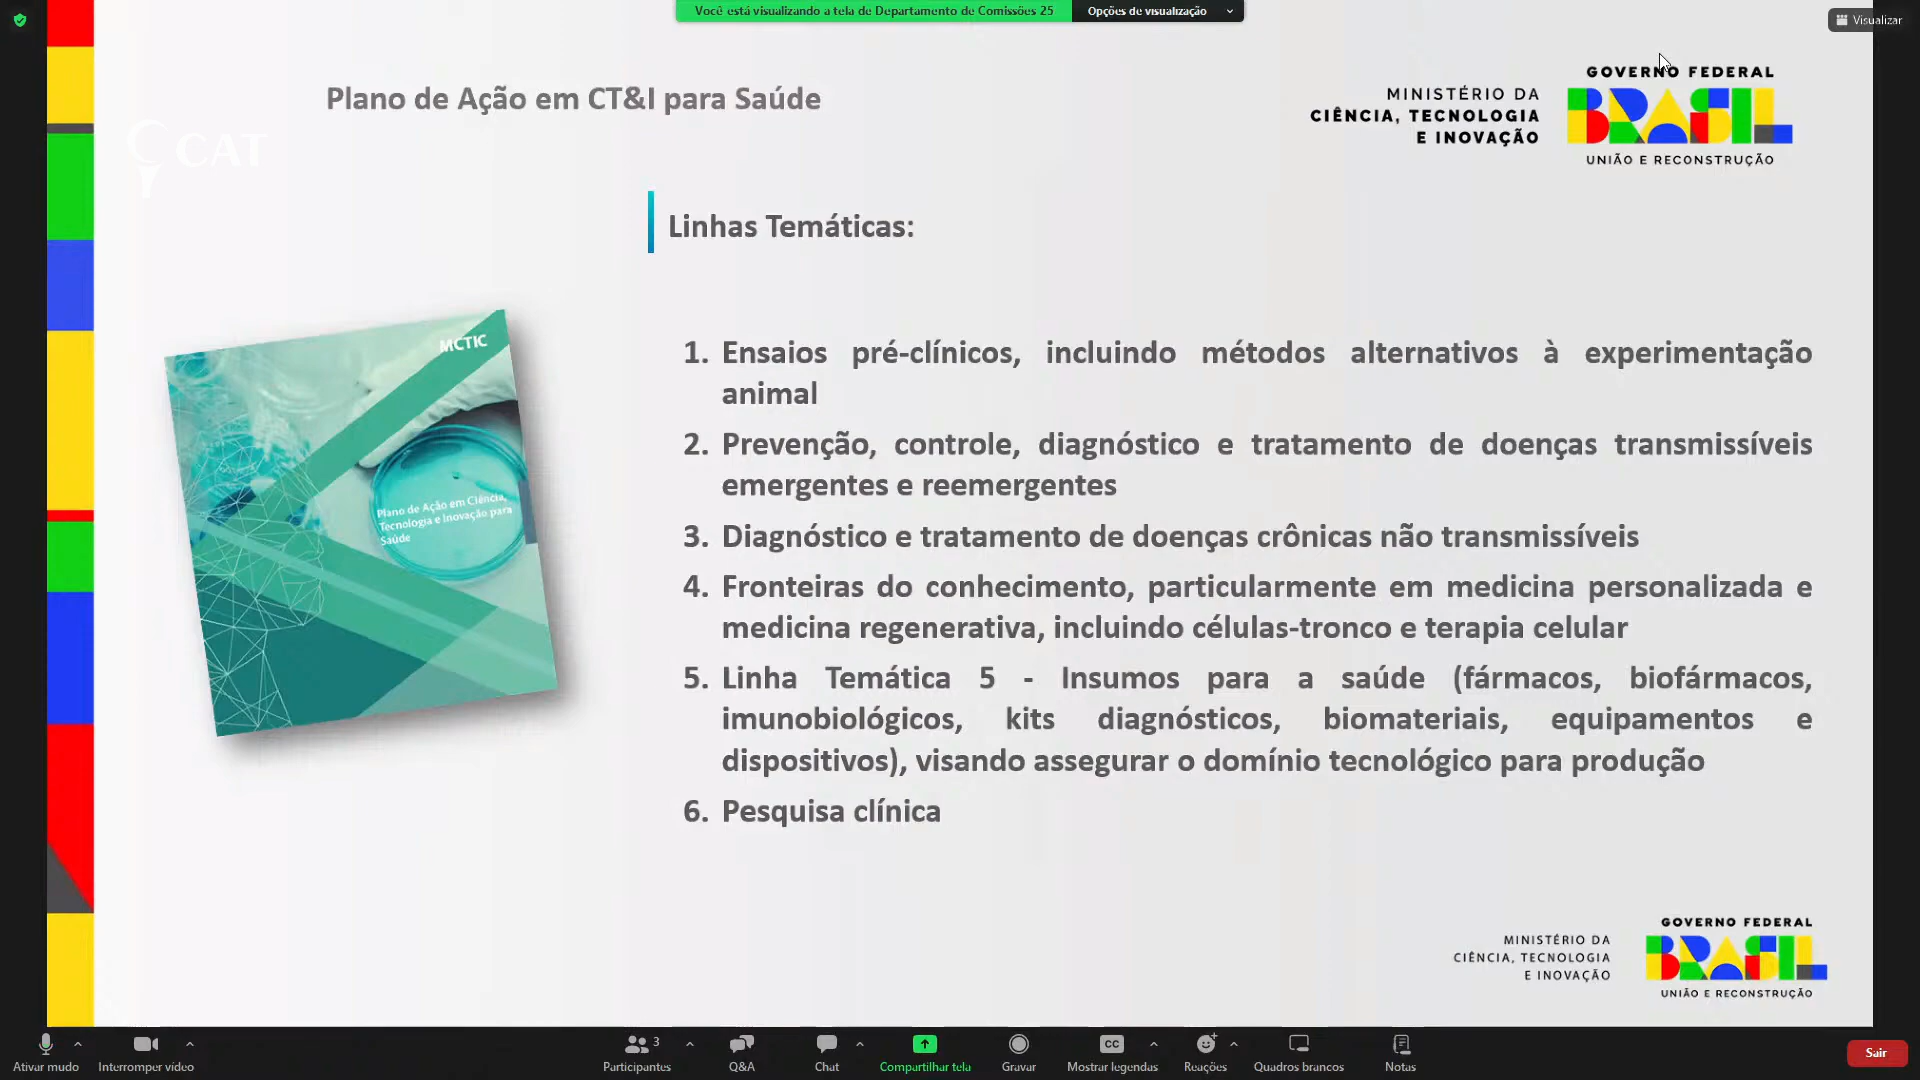 Você está visualizando a tela de Departamento de Comissões 25
Opções de visualização
Visualizar
Plano de Ação em CT&I para Saúde
CAT
MINISTÉRIO DA
CIÊNCIA, TECNOLOGIA
E INOVAÇÃO
GOVERNO FEDERAL
BRASIL
UNIÃO E RECONSTRUÇÃO
Linhas Temáticas:
MCTIC
Plano de Ação em Ciência,
Tecnologia e Inovação para
Saúde
1. Ensaios pré-clínicos, incluindo métodos alternativos à experimentação
animal
2. Prevenção, controle, diagnóstico e tratamento de doenças transmissíveis
emergentes e reemergentes
3. Diagnóstico e tratamento de doenças crônicas não transmissíveis
4. Fronteiras do conhecimento, particularmente em medicina personalizada e
medicina regenerativa, incluindo células-tronco e terapia celular
5. Linha Temática 5 - Insumos para a saúde (fármacos, biofármacos,
imunobiológicos, kits diagnósticos, biomateriais, equipamentos e
dispositivos), visando assegurar o domínio tecnológico para produção
6. Pesquisa clínica
MINISTÉRIO DA
CIÊNCIA, TECNOLOGIA
E INOVAÇÃO
GOVERNO FEDERAL
BRASIL
UNIÃO E RECONSTRUÇÃO
Ativar mudo
Interromper vídeo
Participantes
3
Q&A
Chat
Compartilhar tela
Gravar
CC
Mostrar legendas
Reações
Quadros brancos
Notas
Sair